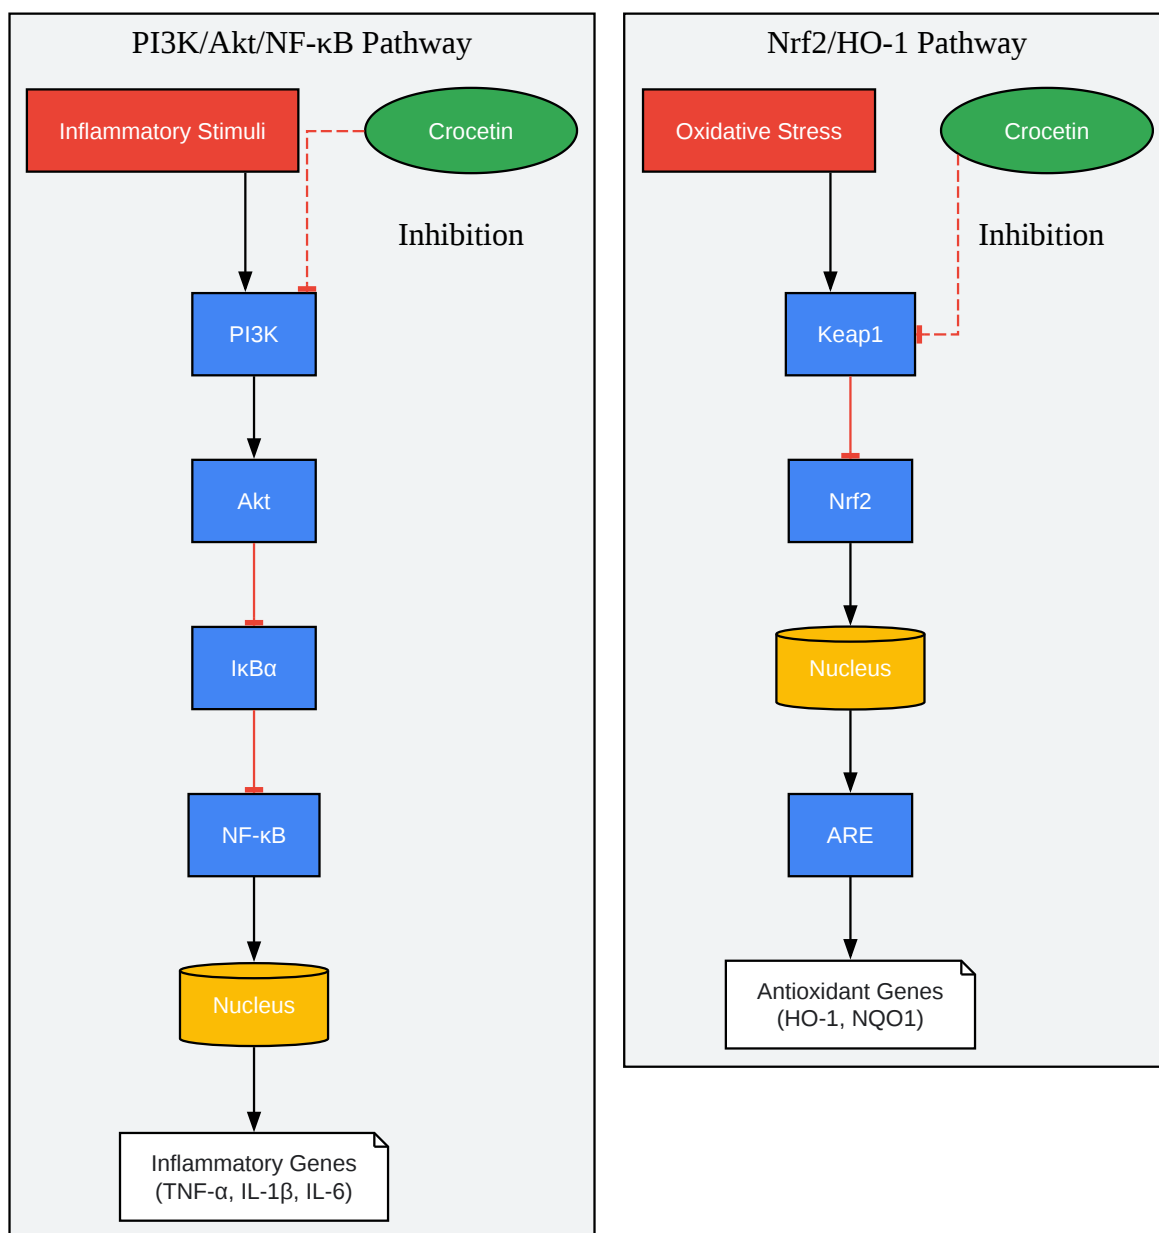 PI3K/Akt/NF-κB Pathway
Inflammatory Stimuli
Crocetin
Inhibition
PI3K
Akt
IκBα
NF-κB
Nucleus
Inflammatory Genes
(TNF-α, IL-1β, IL-6)
Nrf2/HO-1 Pathway
Oxidative Stress
Crocetin
Inhibition
Keap1
Nrf2
Nucleus
ARE
Antioxidant Genes
(HO-1, NQO1)